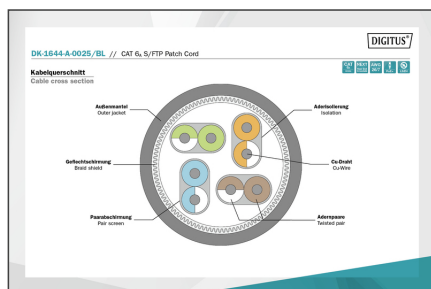 DIGITUS®
DK-1644-A-0025/BL // CAT 6A S/FTP Patch Cord
Kabelquerschnitt
Cable cross section
Außenmantel
Outer jacket
Aderisolierung
Isolation
Geflechtschirmung
Braid shield
Cu-Draht
Cu-Wire
Paarabschirmung
Pair screen
Adernpaare
Twisted pair